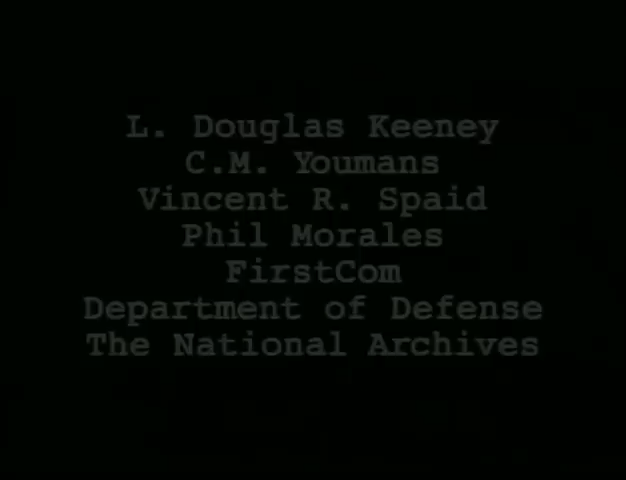 L. Douglas Keeney
C.M. Youmans
Vincent R. Spaid
Phil Morales
FirstCom
Department of Defense
The National Archives